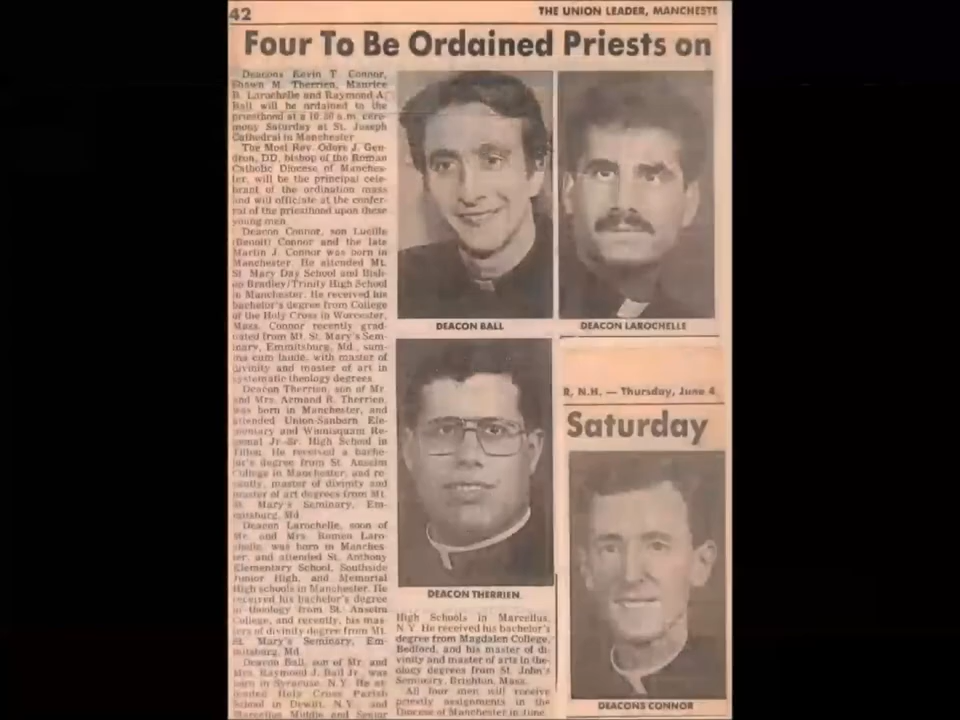 42
THE UNION LEADER, MANCHESTE
Four To Be Ordained Priests on
Deacons Kevin T. Connor,
Shawn M. Therrien, Maurice
R. Larochelle and Raymond A.
Ball will be ordained to the
priesthood at a 10:30 a.m. cere-
mony Saturday at St. Joseph
Cathedral in Manchester
The Most Rev. Odore J. Gen-
dron, DD, bishop of the Roman
Catholic Diocese of Manches-
ter, will be the principal cele-
brant of the ordination mass
and will officiate at the confer-
ral of the priesthood upon these
young men.
Deacon Connor, son Lucille
(Benoit) Connor and the late
Martin J. Connor was born in
Manchester. He attended Mt.
St. Mary Day School and Bish-
op Bradley/Trinity High School
in Manchester. He received his
bachelor's degree from College
of the Holy Cross in Worcester,
Mass. Connor recently grad-
uated from Mt. St. Mary's Sem-
inary, Emmitsburg, Md., sum-
ma cum laude, with master of
divinity and master of art in
systematic theology degrees.
Deacon Therrien, son of Mr.
and Mrs. Armand R. Therrien,
was born in Manchester, and
attended Union-Sanborn Ele-
mentary and Winnisquam Re-
gional Jr-Sr. High School in
Tilton. He received a bache-
lor's degree from St. Anselm
College in Manchester, and re-
cently, master of divinity and
master of art degrees from Mt.
St. Mary's Seminary, Em-
mitsburg, Md.
Deacon Larochelle, soon of
Mr. and Mrs. Romeo Laro-
chelle, was born in Manches-
ter, and attended St. Anthony
Elementary School, Southside
Junior High, and Memorial
High schools in Manchester. He
received his bachelor's degree
in theology from St. Anselm
College, and recently, his mas-
ters of divinity degree from Mt.
St. Mary's Seminary, Em-
mitsburg, Md.
Deacon Ball, son of Mr. and
Mrs. Raymond J. Ball Jr., was
born in Syracuse, N.Y. He at-
tended Holy Cross Parish
School in Dewitt, N.Y. and
Marcellus Middle and Senior
DEACON BALL
DEACON LAROCHELLE
DEACON THERRIEN
High Schools in Marcellus,
N.Y. He received his bachelor's
degree from Magdalen College,
Bedford, and his master of di-
vinity and master of arts in the-
ology degrees from St. John's
Seminary, Brighton, Mass.
All four men will receive
priestly assignments in the
Diocese of Manchester in June.
R, N.H. — Thursday, June 4,
Saturday
DEACONS CONNOR